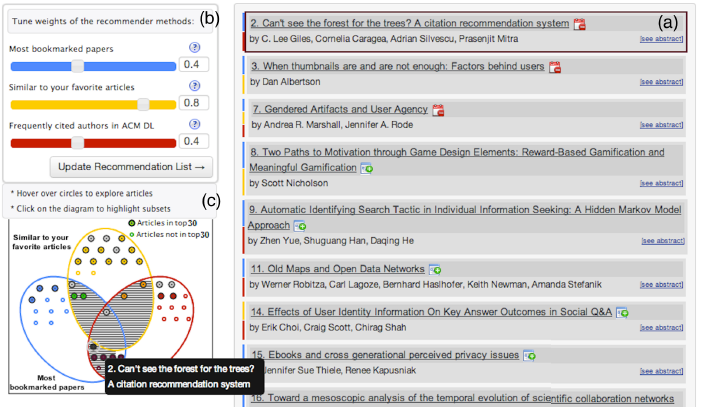 Tune weights of the recommender methods:
(b)
Most bookmarked papers
?
0.4
Similar to your favorite articles
?
0.8
Frequently cited authors in ACM DL
?
0.4
Update Recommendation List →
* Hover over circles to explore articles
(c)
* Click on the diagram to highlight subsets
Articles in top 30
Articles not in top 30
Similar to your
favorite articles
Most
bookmarked papers
2. Can't see the forest for the trees?
A citation recommendation system
(a)
2. Can't see the forest for the trees? A citation recommendation system
by C. Lee Giles, Cornelia Caragea, Adrian Silvescu, Prasenjit Mitra
[see abstract]
3. When thumbnails are and are not enough: Factors behind users
by Dan Albertson
[see abstract]
7. Gendered Artifacts and User Agency
by Andrea R. Marshall, Jennifer A. Rode
[see abstract]
8. Two Paths to Motivation through Game Design Elements: Reward-Based Gamification and
Meaningful Gamification
by Scott Nicholson
[see abstract]
9. Automatic Identifying Search Tactic in Individual Information Seeking: A Hidden Markov Model
Approach
by Zhen Yue, Shuguang Han, Daqing He
[see abstract]
11. Old Maps and Open Data Networks
by Werner Robitza, Carl Lagoze, Bernhard Haslhofer, Keith Newman, Amanda Stefanik
[see abstract]
14. Effects of User Identity Information On Key Answer Outcomes in Social Q&A
by Erik Choi, Craig Scott, Chirag Shah
[see abstract]
15. Ebooks and cross generational perceived privacy issues
Jennifer Sue Thiele, Renee Kapusniak
[see abstract]
16. Toward a mesoscopic analysis of the temporal evolution of scientific collaboration networks